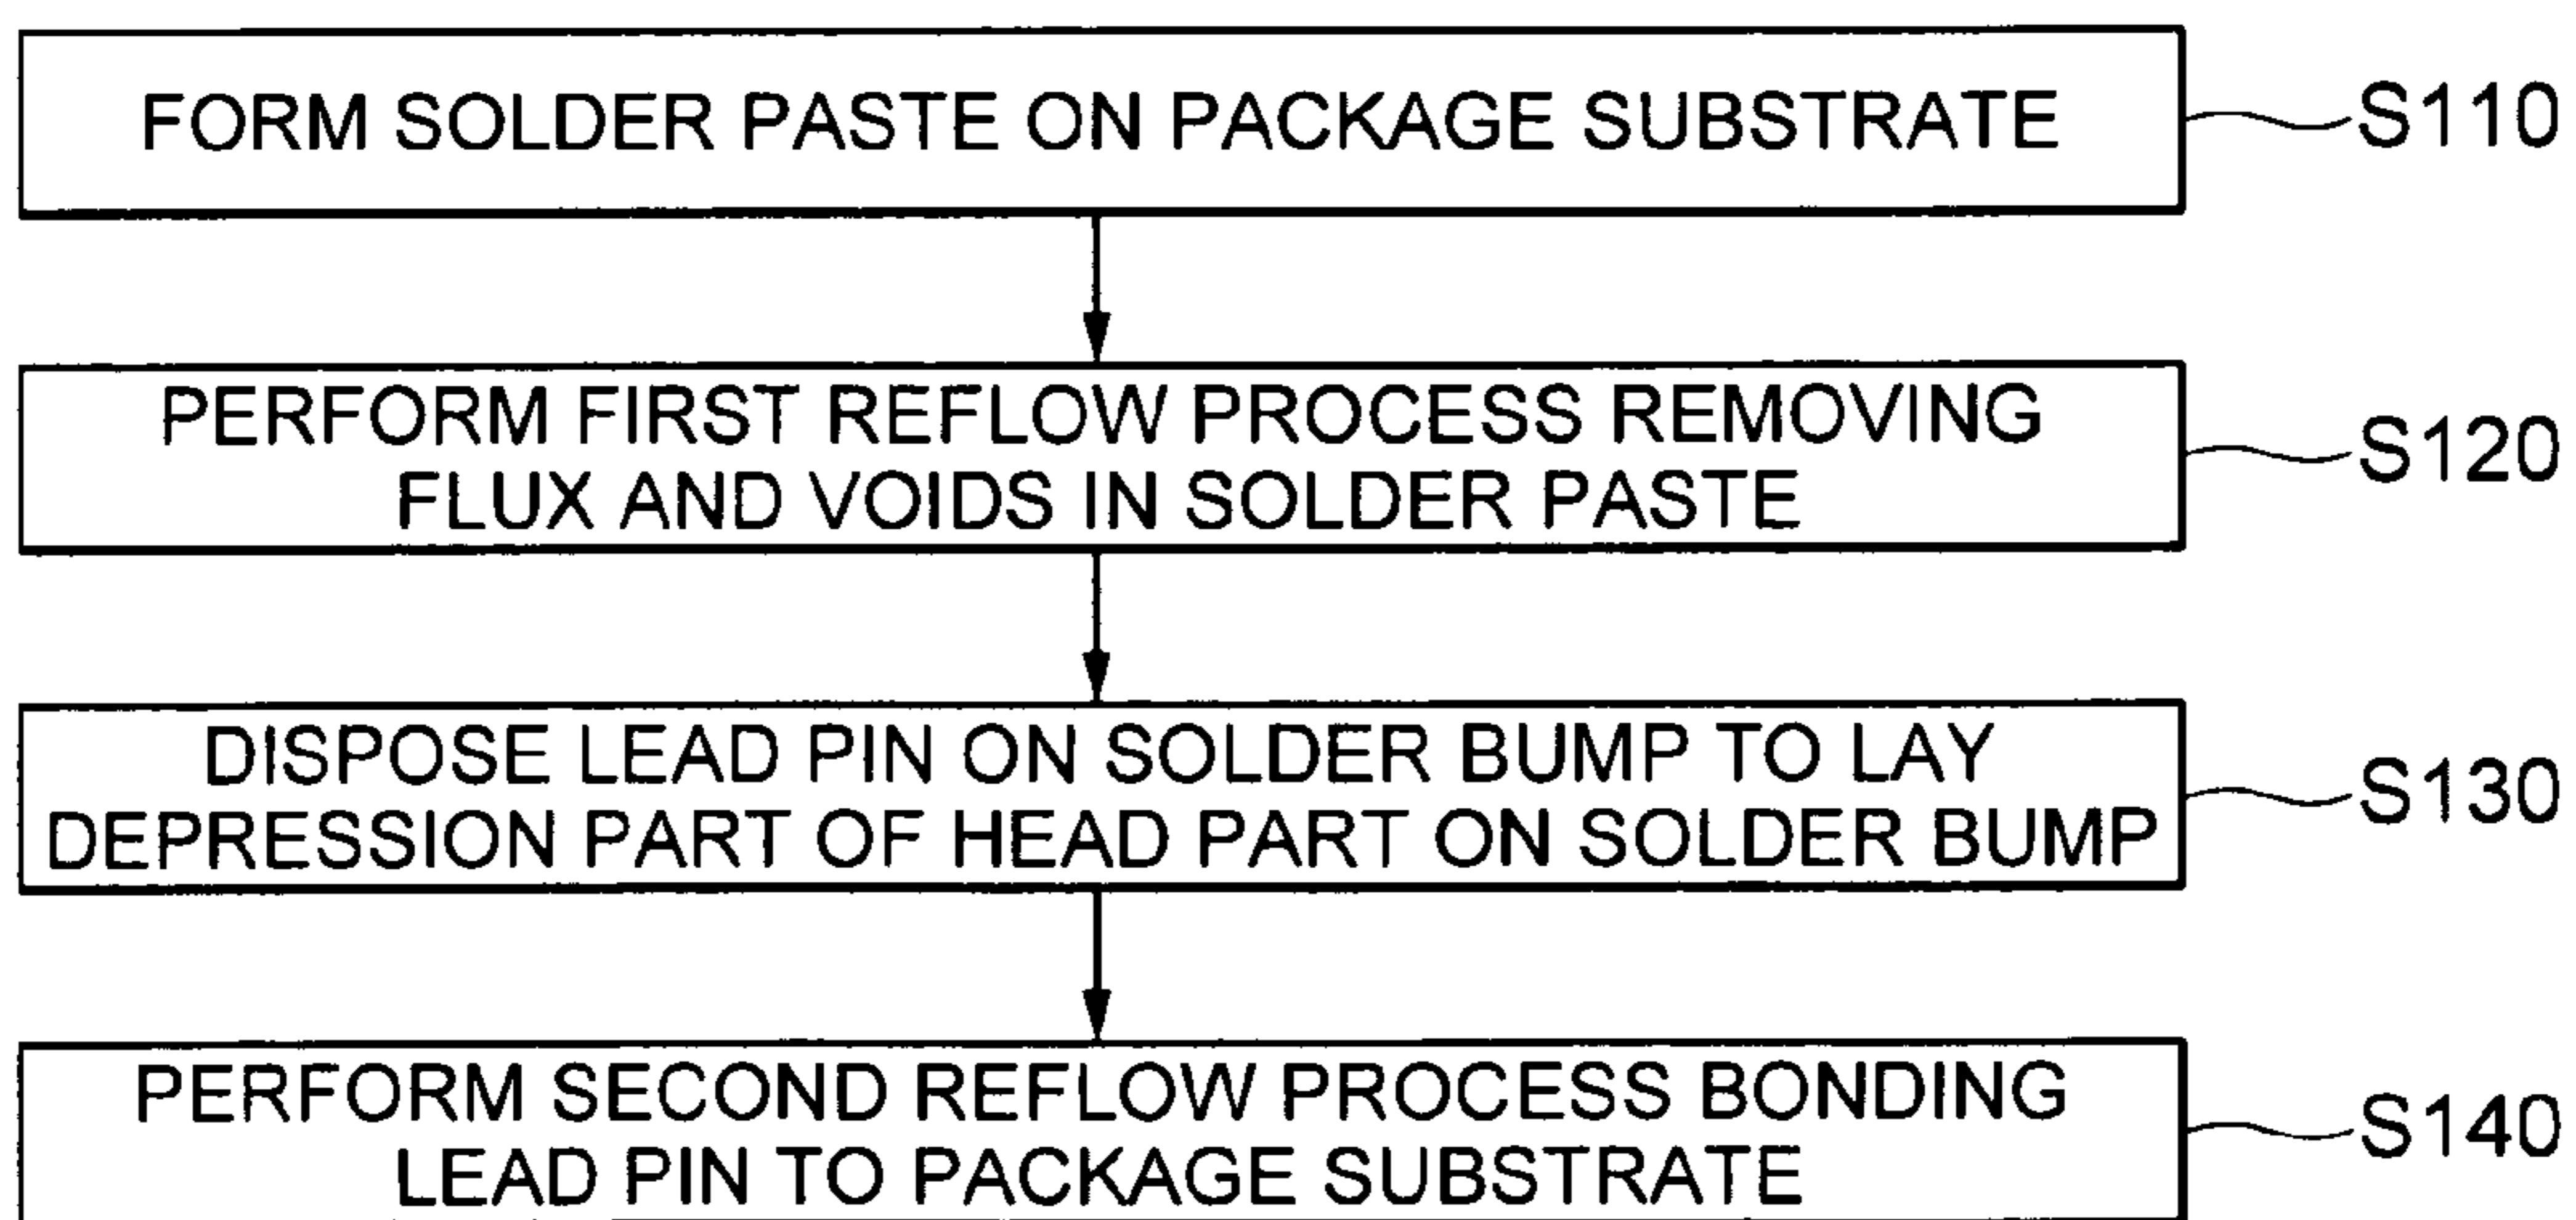 FORM SOLDER PASTE ON PACKAGE SUBSTRATE
S110
PERFORM FIRST REFLOW PROCESS REMOVING
FLUX AND VOIDS IN SOLDER PASTE
S120
DISPOSE LEAD PIN ON SOLDER BUMP TO LAY
DEPRESSION PART OF HEAD PART ON SOLDER BUMP
S130
PERFORM SECOND REFLOW PROCESS BONDING
LEAD PIN TO PACKAGE SUBSTRATE
S140